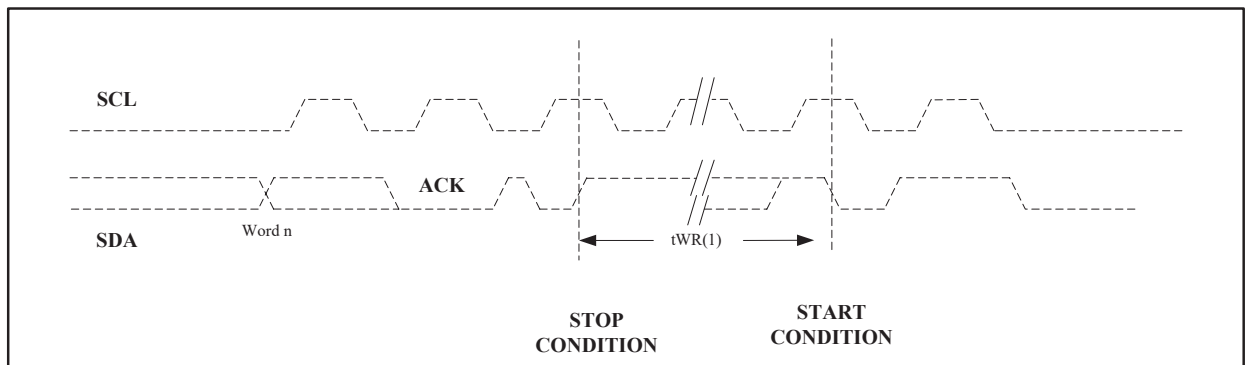 SCL
ACK
SDA
Word n
tWR(1)
STOP
CONDITION
START
CONDITION